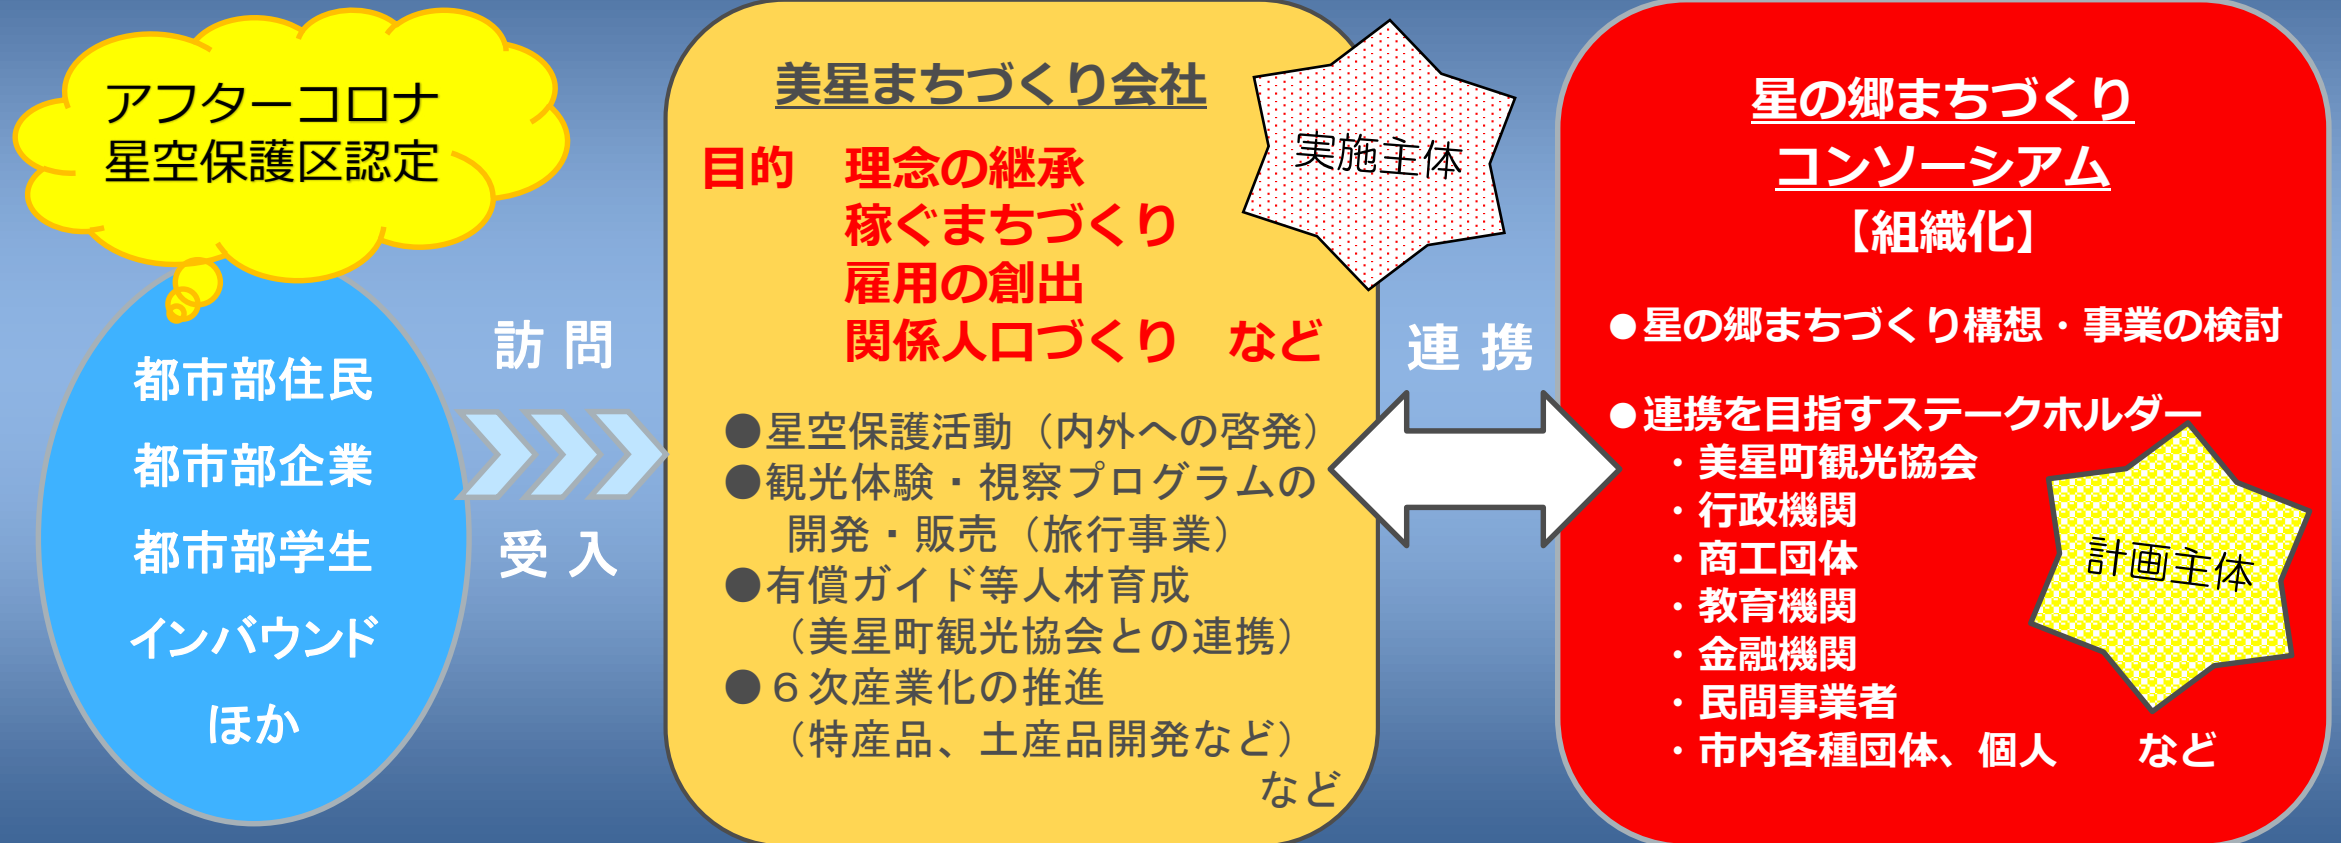 アフターコロナ
星空保護区認定
都市部住民
都市部企業
都市部学生
インバウンド
ほか
訪 問
受 入
美星まちづくり会社
実施主体
目的　理念の継承
稼ぐまちづくり
雇用の創出
関係人口づくり　など
●星空保護活動（内外への啓発）
●観光体験・視察プログラムの
開発・販売（旅行事業）
●有償ガイド等人材育成
（美星町観光協会との連携）
●６次産業化の推進
（特産品、土産品開発など）
など
連 携
星の郷まちづくり
コンソーシアム
【組織化】
●星の郷まちづくり構想・事業の検討
●連携を目指すステークホルダー
・美星町観光協会
・行政機関
・商工団体
・教育機関
・金融機関
・民間事業者
・市内各種団体、個人　　など
計画主体